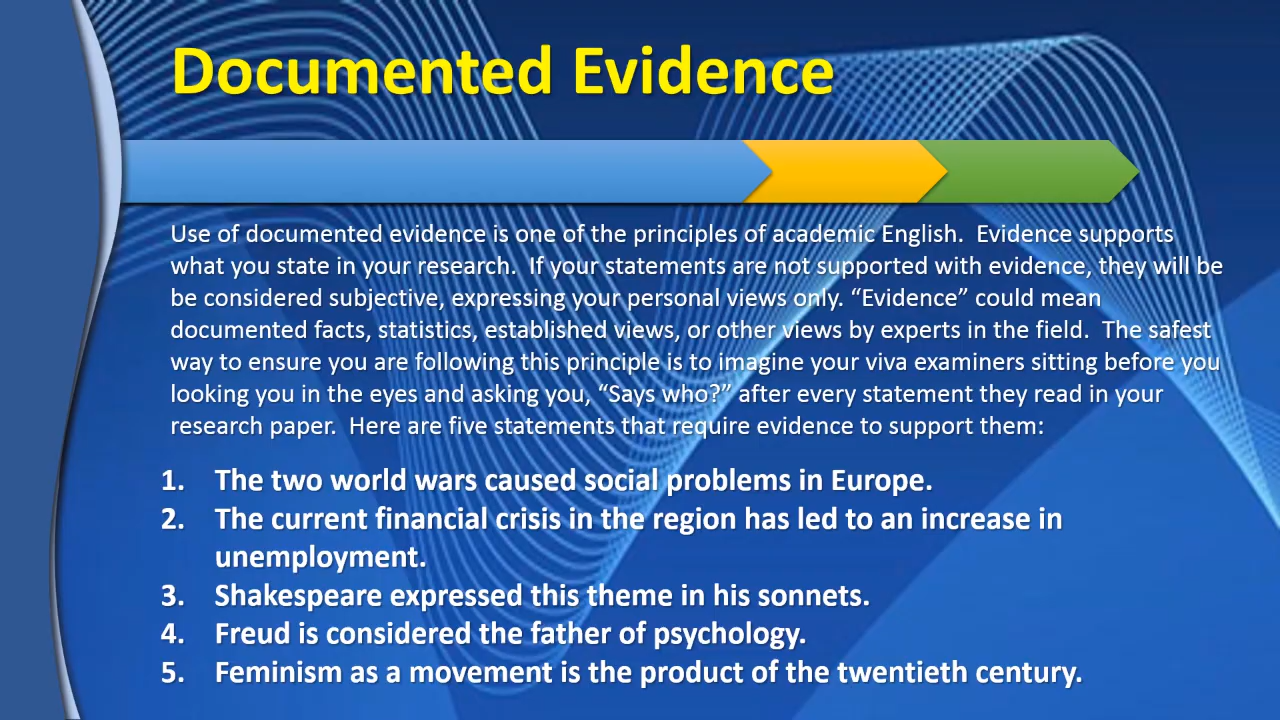 Documented Evidence
Use of documented evidence is one of the principles of academic English.  Evidence supports
what you state in your research.  If your statements are not supported with evidence, they will be
be considered subjective, expressing your personal views only. “Evidence” could mean
documented facts, statistics, established views, or other views by experts in the field.  The safest
way to ensure you are following this principle is to imagine your viva examiners sitting before you
looking you in the eyes and asking you, “Says who?” after every statement they read in your
research paper.  Here are five statements that require evidence to support them:
1. The two world wars caused social problems in Europe.
2. The current financial crisis in the region has led to an increase in
unemployment.
3. Shakespeare expressed this theme in his sonnets.
4. Freud is considered the father of psychology.
5. Feminism as a movement is the product of the twentieth century.